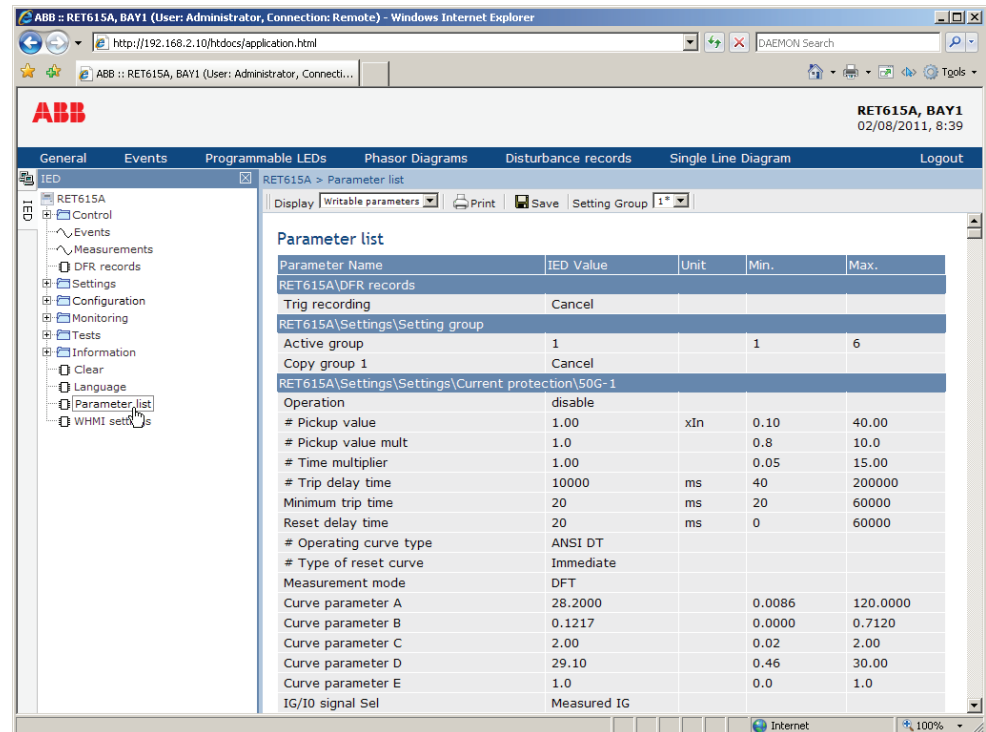 ABB :: RET615A, BAY1 (User: Administrator, Connection: Remote) - Windows Internet Explorer
http://192.168.2.10/htdocs/application.html
DAEMON Search
ABB :: RET615A, BAY1 (User: Administrator, Connecti...
Tools
ABB
RET615A, BAY1
02/08/2011, 8:39
General Events Programmable LEDs Phasor Diagrams Disturbance records Single Line Diagram Logout
IED
IED
RET615A
Control
Events
Measurements
DFR records
Settings
Configuration
Monitoring
Tests
Information
Clear
Language
Parameter list
WHMI settings
RET615A > Parameter list
Display Writable parameters Print Save Setting Group 1*
Parameter list
Parameter Name IED Value Unit Min. Max.
RET615A\DFR records
Trig recording Cancel
RET615A\Settings\Setting group
Active group 1 1 6
Copy group 1 Cancel
RET615A\Settings\Settings\Current protection\50G-1
Operation disable
# Pickup value 1.00 xIn 0.10 40.00
# Pickup value mult 1.0 0.8 10.0
# Time multiplier 1.00 0.05 15.00
# Trip delay time 10000 ms 40 200000
Minimum trip time 20 ms 20 60000
Reset delay time 20 ms 0 60000
# Operating curve type ANSI DT
# Type of reset curve Immediate
Measurement mode DFT
Curve parameter A 28.2000 0.0086 120.0000
Curve parameter B 0.1217 0.0000 0.7120
Curve parameter C 2.00 0.02 2.00
Curve parameter D 29.10 0.46 30.00
Curve parameter E 1.0 0.0 1.0
IG/I0 signal Sel Measured IG
Internet 100%